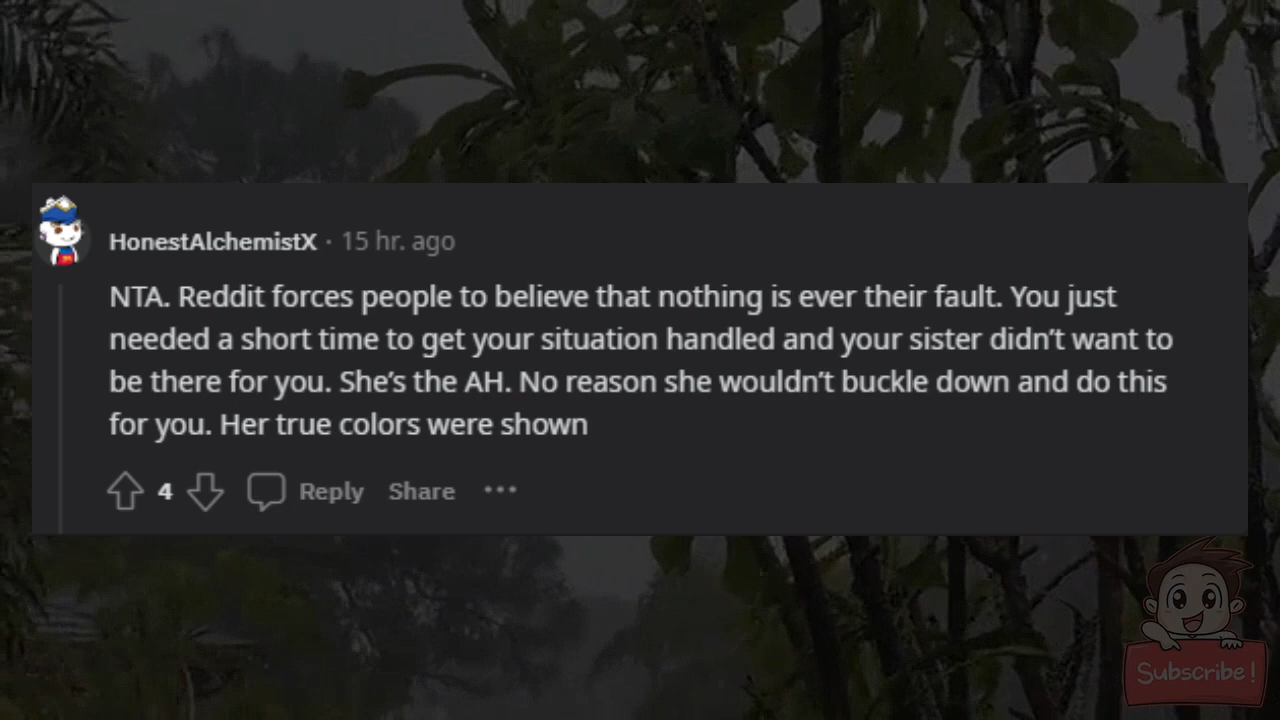 HonestAlchemistX · 15 hr. ago
NTA. Reddit forces people to believe that nothing is ever their fault. You just
needed a short time to get your situation handled and your sister didn’t want to
be there for you. She’s the AH. No reason she wouldn’t buckle down and do this
for you. Her true colors were shown
4 Reply Share ···
Subscribe!